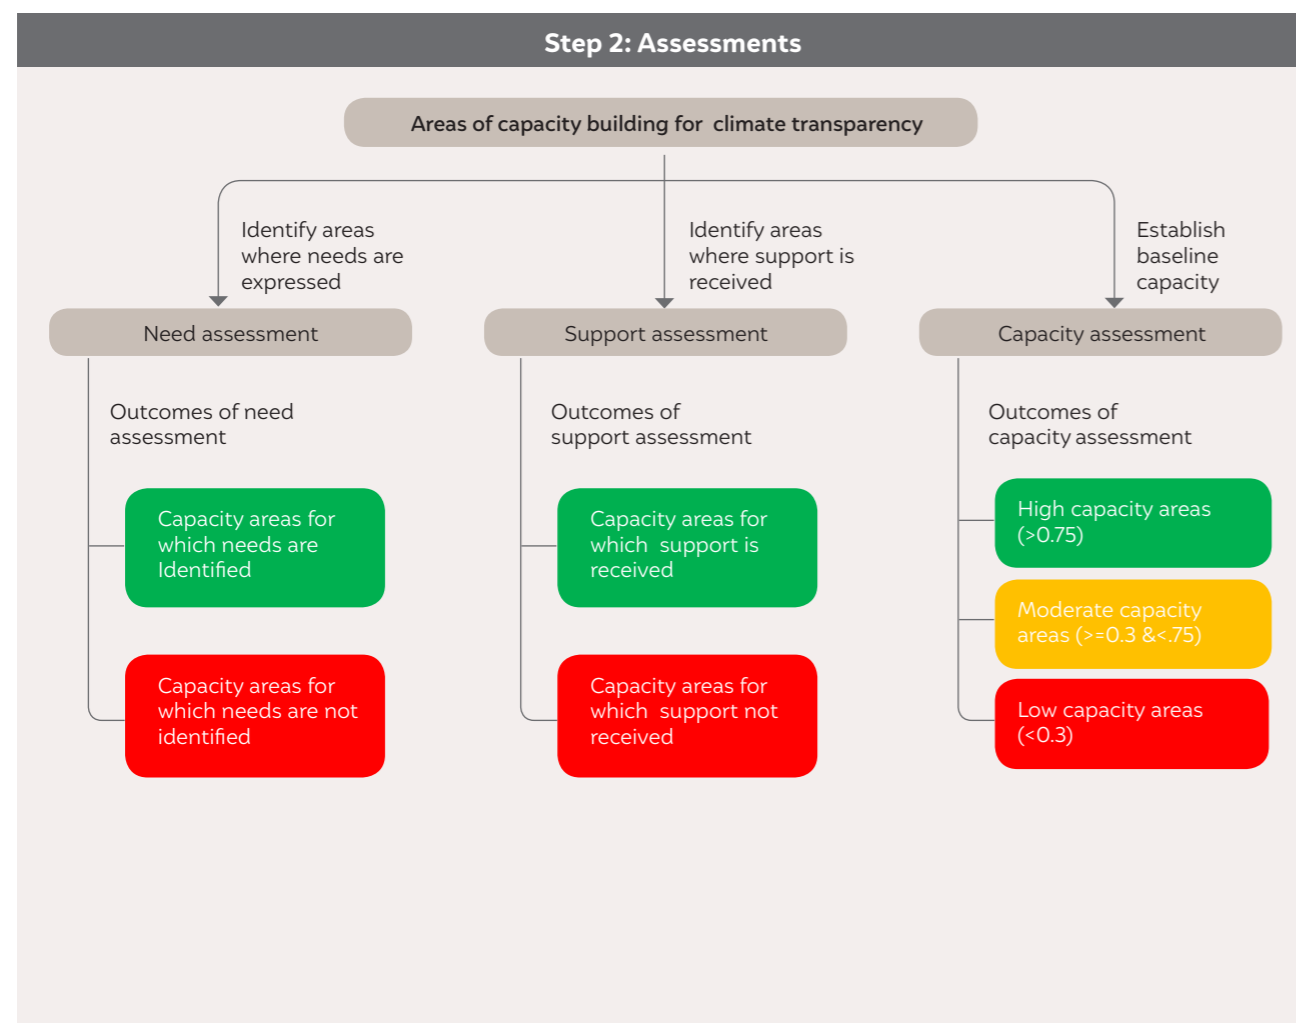 Step 2: Assessments
Areas of capacity building for climate transparency
Identify areas
where needs are
expressed
Identify areas
where support is
received
Establish
baseline
capacity
Need assessment
Support assessment
Capacity assessment
Outcomes of need
assessment
Outcomes of
support assessment
Outcomes of
capacity assessment
Capacity areas for
which needs are
Identified
Capacity areas for
which support is
received
High capacity areas
(>0.75)
Moderate capacity
areas (>=0.3 &<.75)
Capacity areas for
which needs are not
identified
Capacity areas for
which support not
received
Low capacity areas
(<0.3)